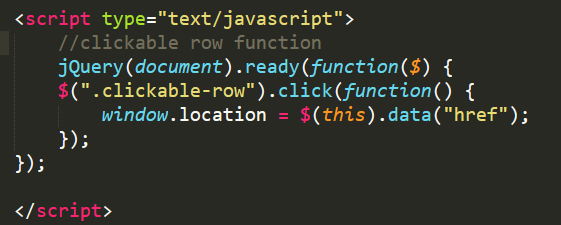 <script type="text/javascript">
    //clickable row function
    jQuery(document).ready(function($) {
    $(".clickable-row").click(function() {
        window.location = $(this).data("href");
    });
});

</script>